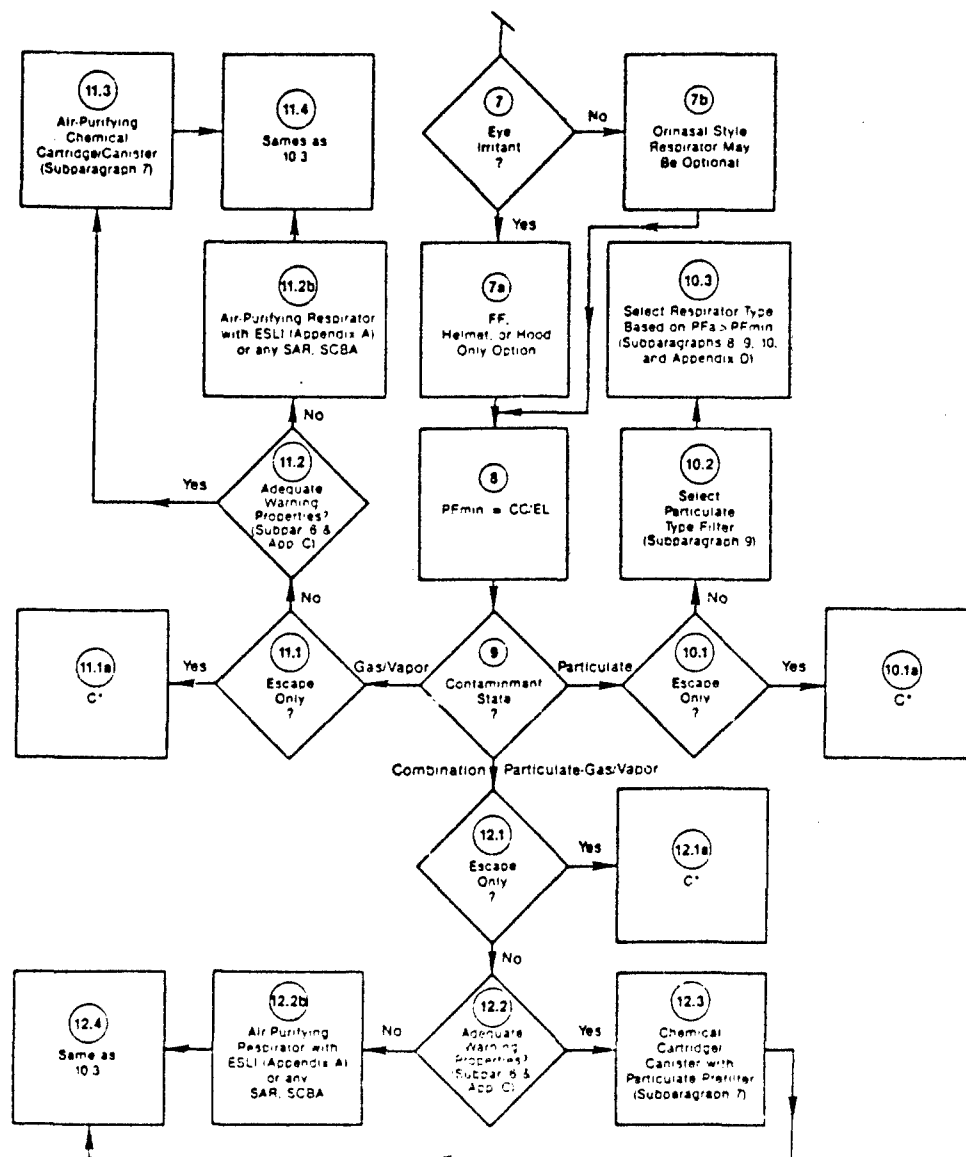 11.3
Air-Purifying
Chemical
Cartridge/Canister
(Subparagraph 7)
11.4
Sames as
10.3
7
Eye
Irritant
?
No
7b
Orinasal Style
Respirator May
Be Optional
Yes
11.2b
Air-Purifying Respirator
with ESLI (Appendix A)
or any SAR, SCBA
7a
FF,
Helmet, or Hood
Only Option
10.3
Select Respirator Type
Based on PFa > PFmin
(Subparagraphs 8, 9, 10,
and Appendix D)
No
11.2
Adequate
Warning
Properties?
(Subpar. 6 &
App. C)
Yes
8
PFmin = CC/EL
10.2
Select
Particulate
Type Filter
(Subparagraph 9)
No
No
11.1a
C*
Yes
11.1
Escape
Only
?
Gas/Vapor
9
Contaminmant
State
?
Particulate
10.1
Escape
Only
?
Yes
10.1a
C*
Combination
Particulate-Gas/Vapor
12.1
Escape
Only
?
Yes
12.1a
C*
No
12.4
Same as
10.3
12.2b
Air Purifying
Respirator with
ESLI (Appendix A)
or any
SAR, SCBA
No
12.2
Adequate
Warning
Properties?
(Subpar. 6 &
App. C)
Yes
12.3
Chemical
Cartridge/
Canister with
Particulate Prefilter
(Subparagraph 7)